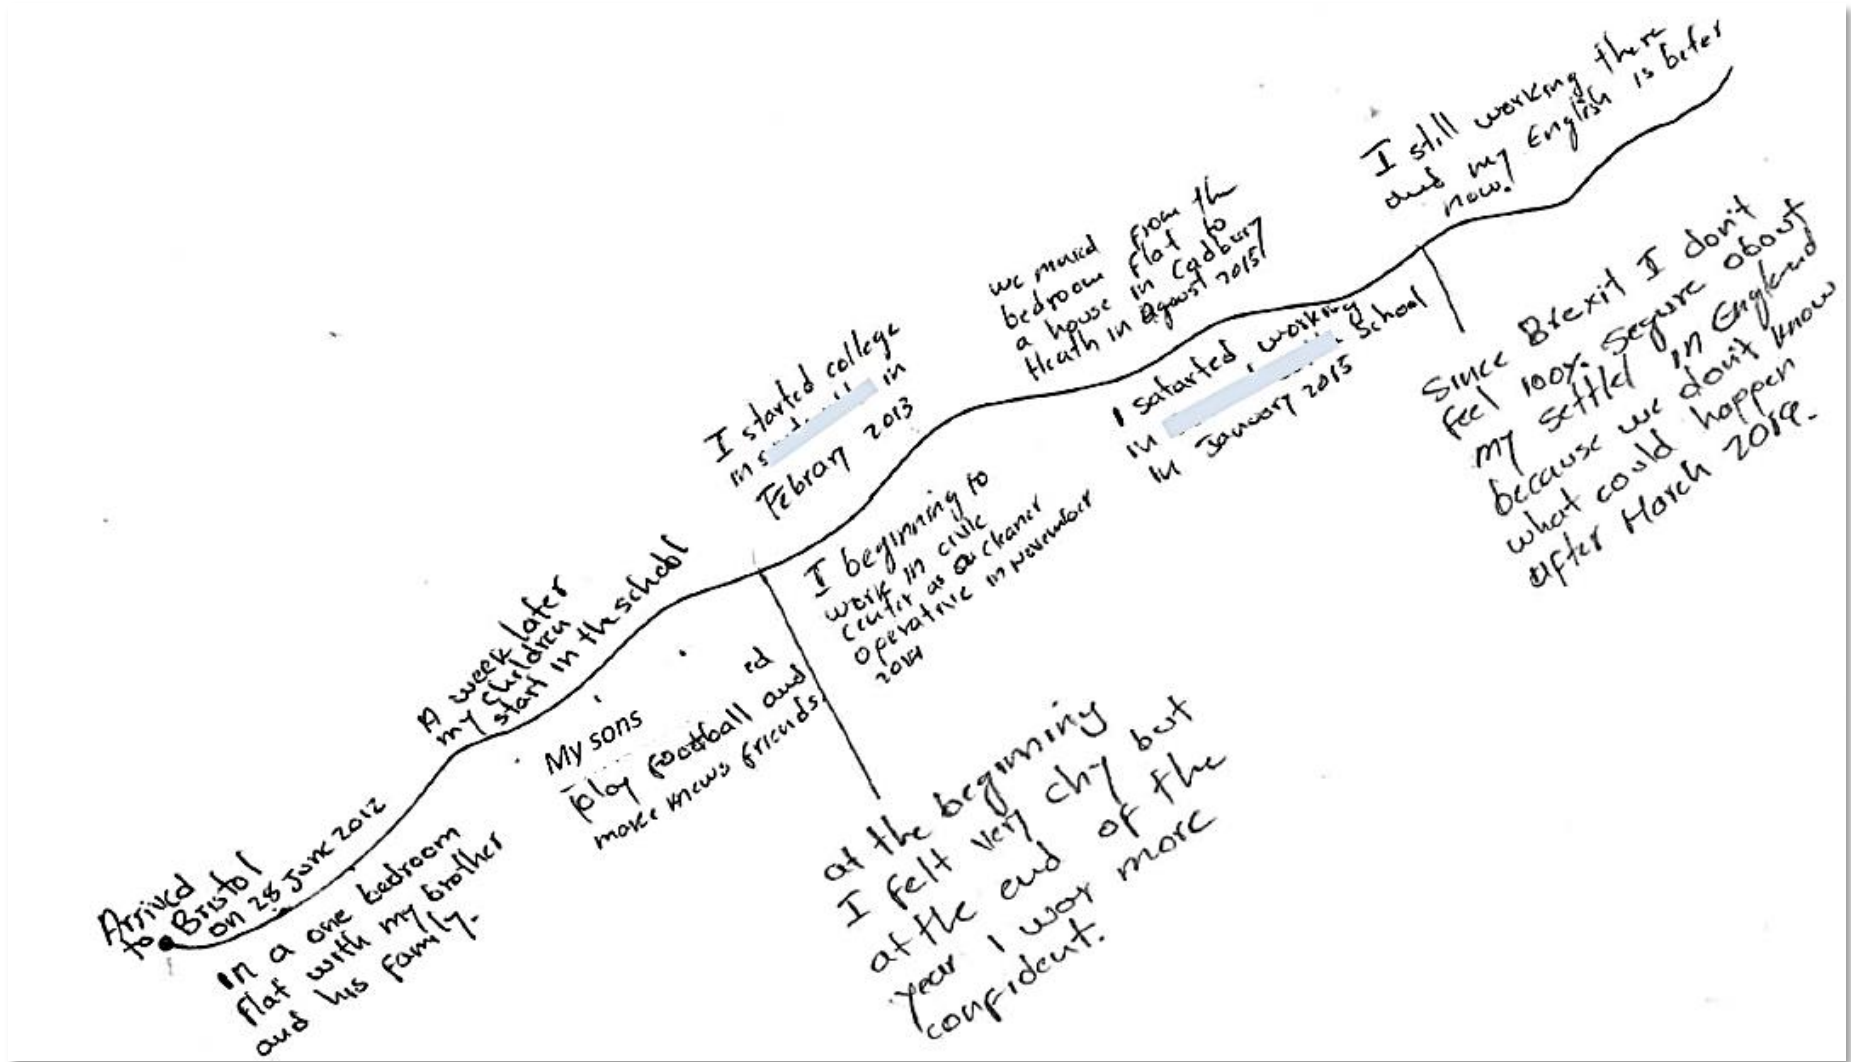 Arrived
to Bristol
on 28 June 2012
In a one bedroom
flat with my brother
and his family.
A week later
my children
start in the school
My sons
ed
play football and
make knews friends.
I started college
in s in
Febrary 2013
at the beginning
I felt very chy but
at the end of the
year I wor more
confident.
I beginning to
work in civic
center as a cleaner
operative in november
2014
we moved from the
bedroom flat to
a house in Cadbury
Heath in Agoust 2015
I satarted working
in School
in January 2015
I still working there
and my English is beter
now.
Since Brexit I don't
feel 100% segure about
my settled in England
because we don't know
what could happen
after March 2019.